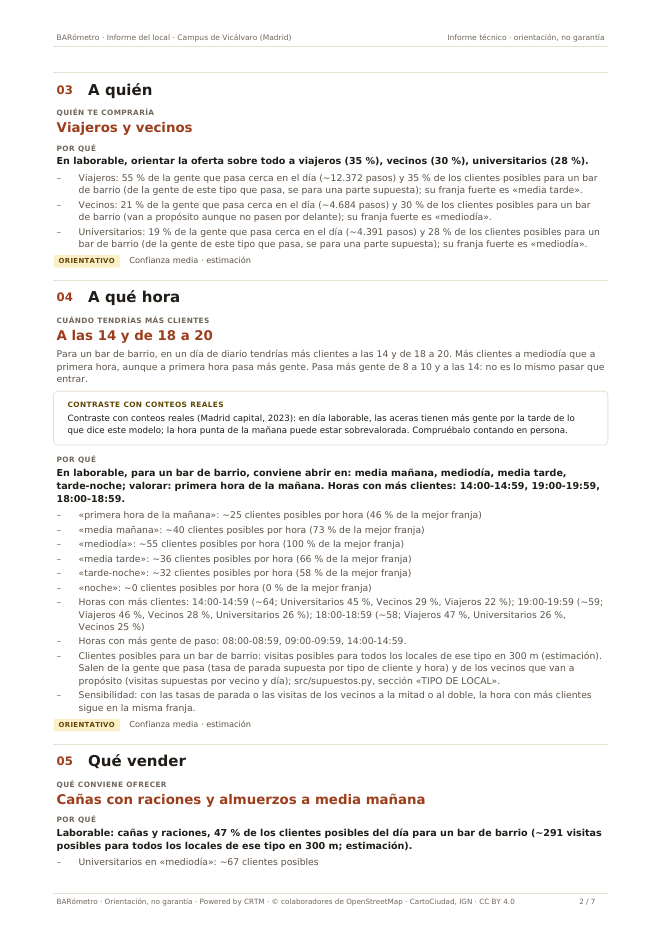 BARómetro · Informe del local · Campus de Vicálvaro (Madrid)
Informe técnico · orientación, no garantía
03 A quién
QUIÉN TE COMPRARÍA
Viajeros y vecinos
POR QUÉ
En laborable, orientar la oferta sobre todo a viajeros (35 %), vecinos (30 %), universitarios (28 %).
– Viajeros: 55 % de la gente que pasa cerca en el día (~12.372 pasos) y 35 % de los clientes posibles para un bar
de barrio (de la gente de este tipo que pasa, se para una parte supuesta); su franja fuerte es «media tarde».
– Vecinos: 21 % de la gente que pasa cerca en el día (~4.684 pasos) y 30 % de los clientes posibles para un bar
de barrio (van a propósito aunque no pasen por delante); su franja fuerte es «mediodía».
– Universitarios: 19 % de la gente que pasa cerca en el día (~4.391 pasos) y 28 % de los clientes posibles para un
bar de barrio (de la gente de este tipo que pasa, se para una parte supuesta); su franja fuerte es «mediodía».
ORIENTATIVO Confianza media · estimación
04 A qué hora
CUÁNDO TENDRÍAS MÁS CLIENTES
A las 14 y de 18 a 20
Para un bar de barrio, en un día de diario tendrías más clientes a las 14 y de 18 a 20. Más clientes a mediodía que a
primera hora, aunque a primera hora pasa más gente. Pasa más gente de 8 a 10 y a las 14: no es lo mismo pasar que
entrar.
CONTRASTE CON CONTEOS REALES
Contraste con conteos reales (Madrid capital, 2023): en día laborable, las aceras tienen más gente por la tarde de lo
que dice este modelo; la hora punta de la mañana puede estar sobrevalorada. Compruébalo contando en persona.
POR QUÉ
En laborable, para un bar de barrio, conviene abrir en: media mañana, mediodía, media tarde,
tarde-noche; valorar: primera hora de la mañana. Horas con más clientes: 14:00-14:59, 19:00-19:59,
18:00-18:59.
– «primera hora de la mañana»: ~25 clientes posibles por hora (46 % de la mejor franja)
– «media mañana»: ~40 clientes posibles por hora (73 % de la mejor franja)
– «mediodía»: ~55 clientes posibles por hora (100 % de la mejor franja)
– «media tarde»: ~36 clientes posibles por hora (66 % de la mejor franja)
– «tarde-noche»: ~32 clientes posibles por hora (58 % de la mejor franja)
– «noche»: ~0 clientes posibles por hora (0 % de la mejor franja)
– Horas con más clientes: 14:00-14:59 (~64; Universitarios 45 %, Vecinos 29 %, Viajeros 22 %); 19:00-19:59 (~59;
Viajeros 46 %, Vecinos 28 %, Universitarios 26 %); 18:00-18:59 (~58; Viajeros 47 %, Universitarios 26 %,
Vecinos 25 %)
– Horas con más gente de paso: 08:00-08:59, 09:00-09:59, 14:00-14:59.
– Clientes posibles para un bar de barrio: visitas posibles para todos los locales de ese tipo en 300 m (estimación).
Salen de la gente que pasa (tasa de parada supuesta por tipo de cliente y hora) y de los vecinos que van a
propósito (visitas supuestas por vecino y día); src/supuestos.py, sección «TIPO DE LOCAL».
– Sensibilidad: con las tasas de parada o las visitas de los vecinos a la mitad o al doble, la hora con más clientes
sigue en la misma franja.
ORIENTATIVO Confianza media · estimación
05 Qué vender
QUÉ CONVIENE OFRECER
Cañas con raciones y almuerzos a media mañana
POR QUÉ
Laborable: cañas y raciones, 47 % de los clientes posibles del día para un bar de barrio (~291 visitas
posibles para todos los locales de ese tipo en 300 m; estimación).
– Universitarios en «mediodía»: ~67 clientes posibles
BARómetro · Orientación, no garantía · Powered by CRTM · © colaboradores de OpenStreetMap · CartoCiudad, IGN · CC BY 4.0
2 / 7